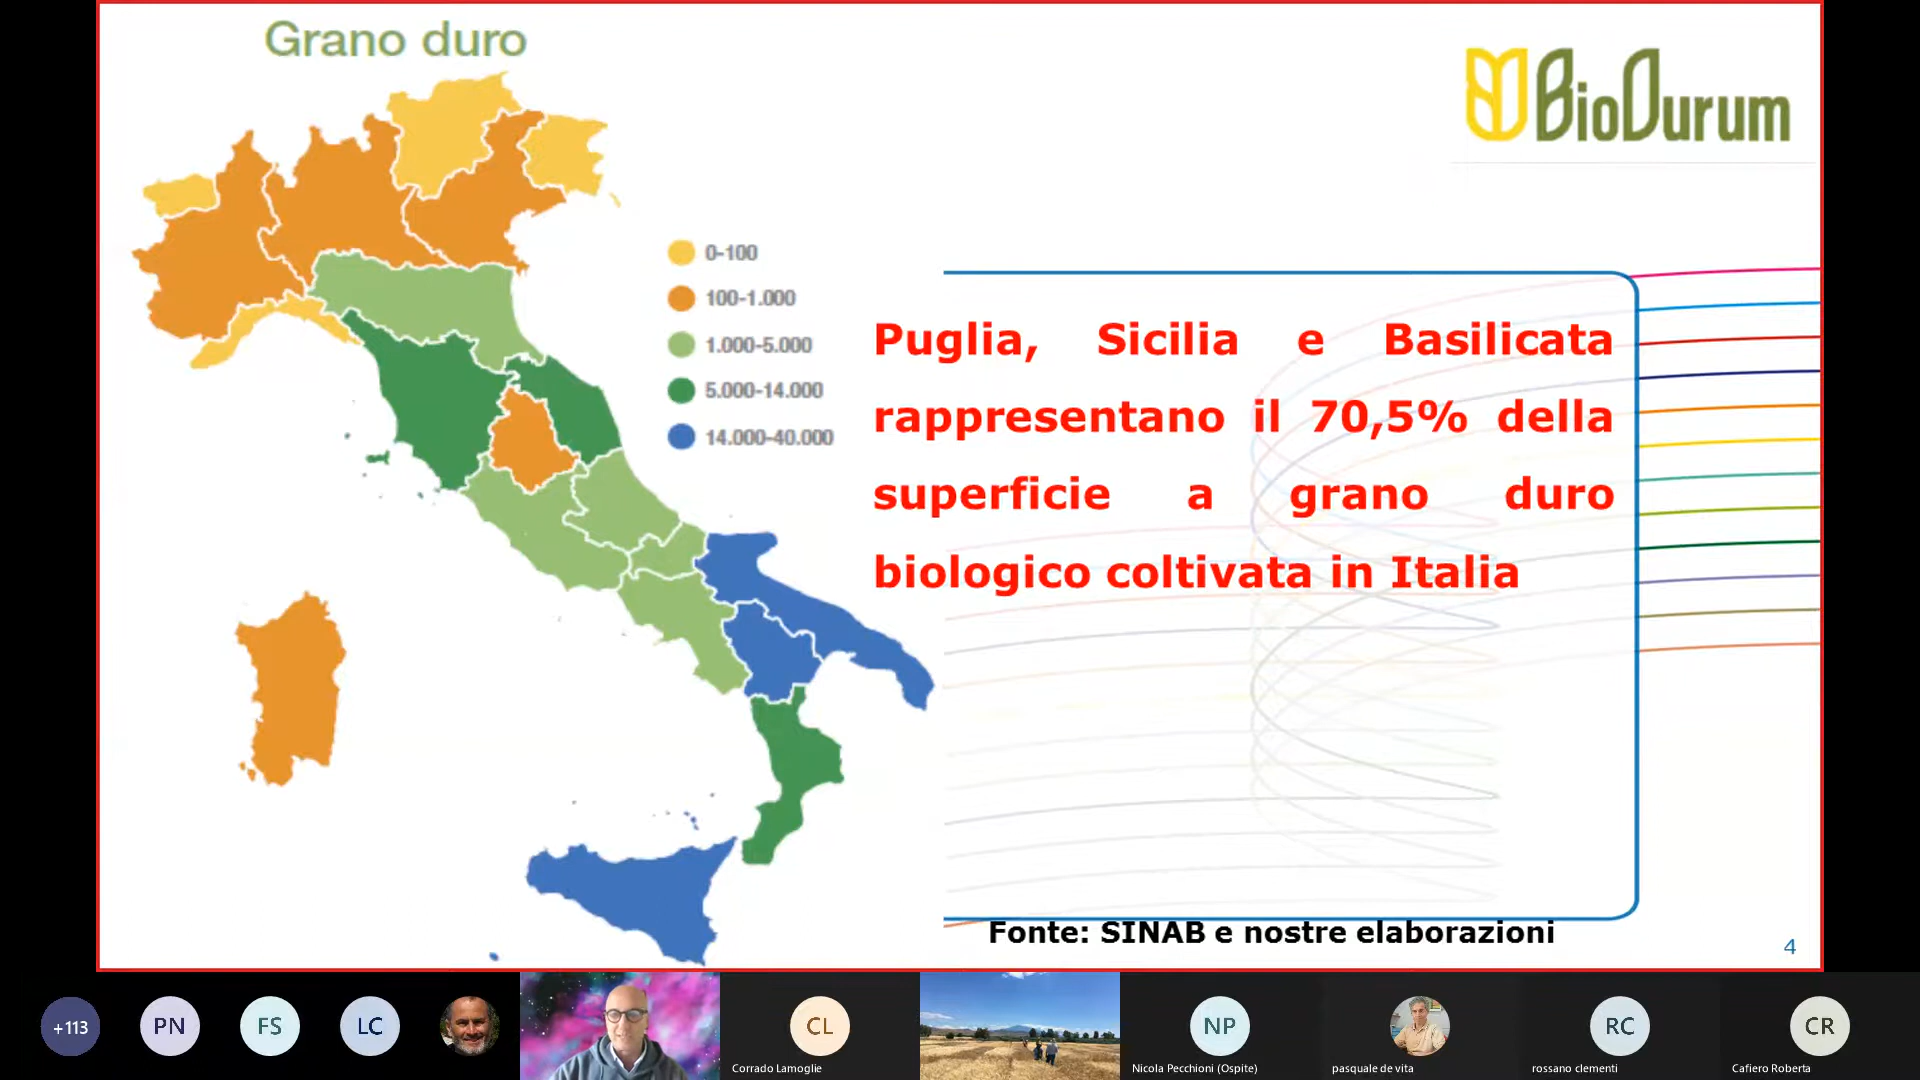 Grano duro
BioDurum
0-100
100-1.000
1.000-5.000
5.000-14.000
14.000-40.000
Puglia, Sicilia e Basilicata
rappresentano il 70,5% della
superficie a grano duro
biologico coltivata in Italia
Fonte: SINAB e nostre elaborazioni
4
+113
PN
FS
LC
CL
Corrado Lamoglie
NP
Nicola Pecchioni (Ospite)
pasquale de vita
RC
rossano clementi
CR
Cafiero Roberta